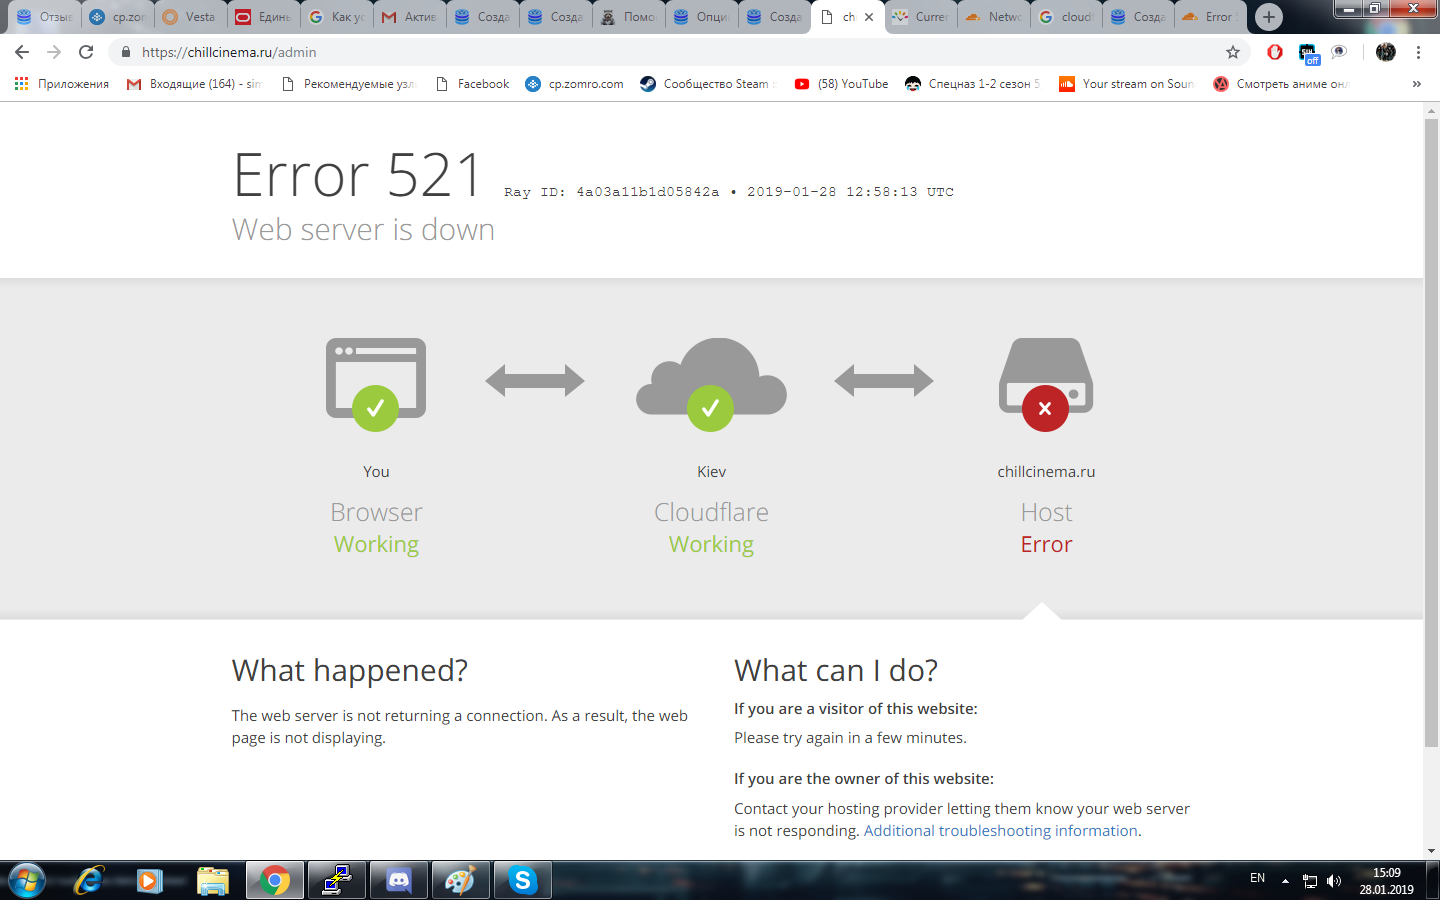 Отзыв
cp.zom
Vesta
Едины
Как ус
Актив
Созда
Созда
Помо
Опци
Созда
ch
Curren
Netwo
cloudf
Созда
Error 5
https://chillcinema.ru/admin
off
Приложения
Входящие (164) - sim
Рекомендуемые узл
Facebook
cp.zomro.com
Сообщество Steam
(58) YouTube
Спецназ 1-2 сезон 5
Your stream on Soun
Смотреть аниме онл
»
Error 521 Ray ID: 4a03a11b1d05842a • 2019-01-28 12:58:13 UTC
Web server is down
You
Browser
Working
Kiev
Cloudflare
Working
chillcinema.ru
Host
Error
What happened?
The web server is not returning a connection. As a result, the web
page is not displaying.
What can I do?
If you are a visitor of this website:
Please try again in a few minutes.
If you are the owner of this website:
Contact your hosting provider letting them know your web server
is not responding. Additional troubleshooting information.
EN
15:09
28.01.2019